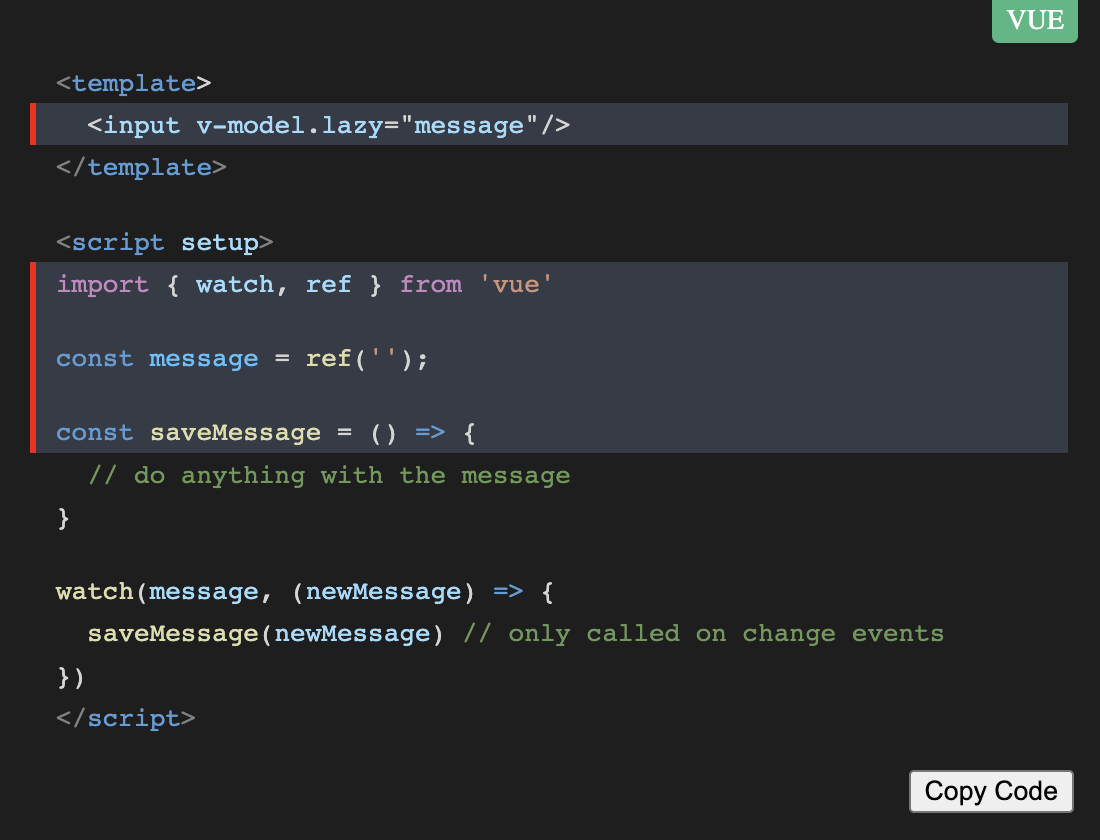 VUE
<template>
  <input v-model.lazy="message"/>
</template>

<script setup>
import { watch, ref } from 'vue'

const message = ref('');

const saveMessage = () => {
  // do anything with the message
}

watch(message, (newMessage) => {
  saveMessage(newMessage) // only called on change events
})
</script>
Copy Code